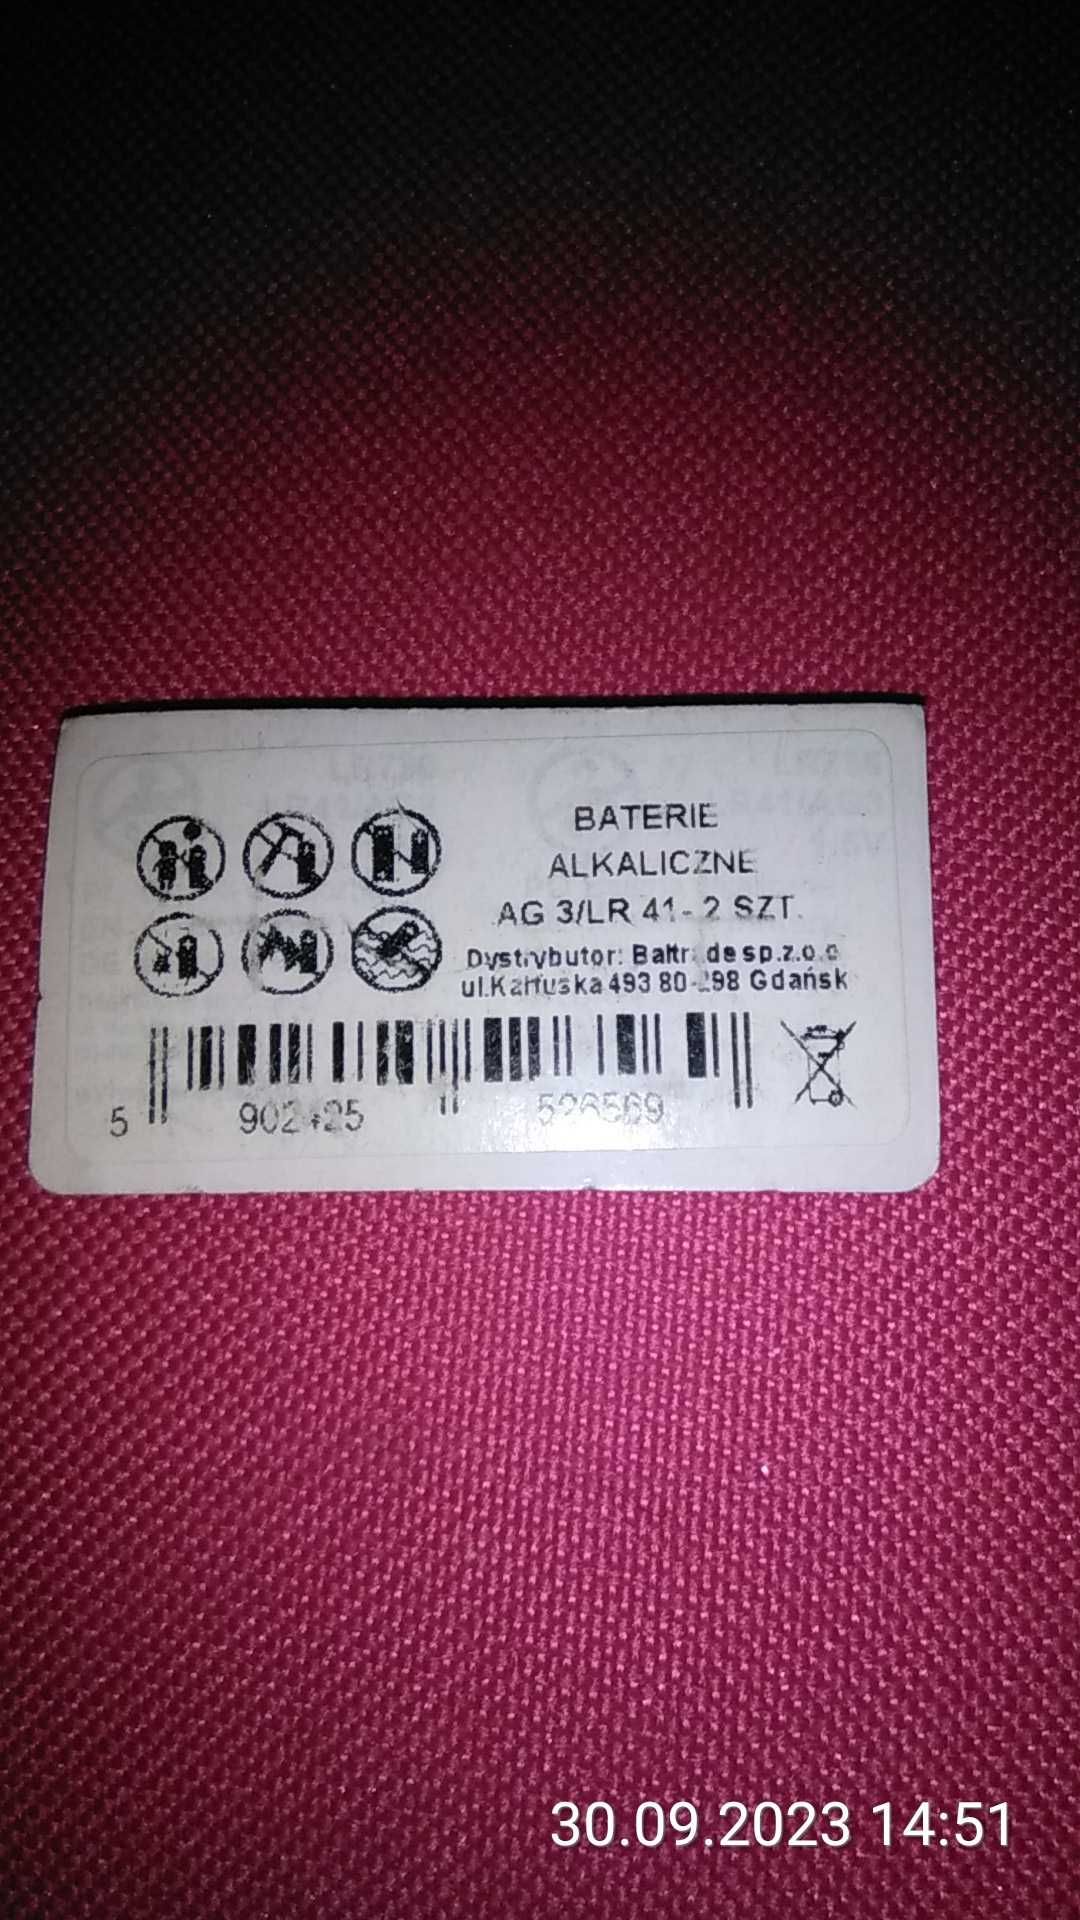 BATERIE
ALKALICZNE
AG 3/LR 41- 2 SZT.
Dystrybutor: Baltrade sp.z.o.o
ul.Kartuska 493 80-298 Gdańsk
5 902425 526569
30.09.2023 14:51